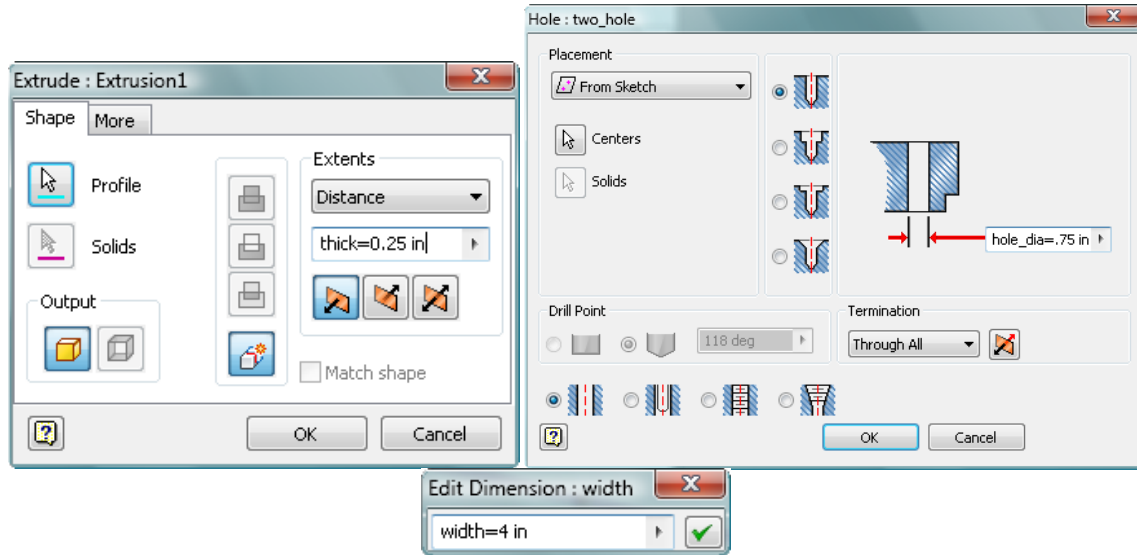 Extrude : Extrusion1
Shape More
Profile
Solids
Output
Extents
Distance
thick=0.25 in
Match shape
OK Cancel
Hole : two_hole
Placement
From Sketch
Centers
Solids
hole_dia=.75 in
Drill Point
118 deg
Termination
Through All
OK Cancel
Edit Dimension : width
width=4 in